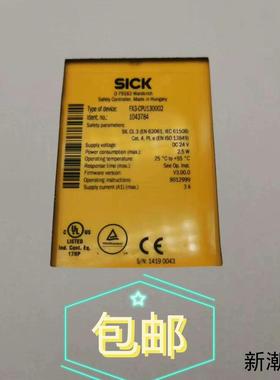 SICK
D 79183 Waldkirch
Safety Controller, Made in Hungary
Type of device: FX3-CPU130002
Ident no.: 1043784
Safety parameters:
SIL CL 3 (EN 62061, IEC 61508)
Cat. 4, PL e (EN ISO 13849)
Supply voltage: DC 24 V
Power consumption (max.): 2.5 W
Operating temperature: -25 °C to +55 °C
Response time (max.): See Op. Inst.
Firmware version: V3.00.0
Operating instructions: 8012999
Supply current (A1) (max.): 3 A
C UL US LISTED
Ind. Cont. Eq.
17BP
CE
S/N: 1419 0043
包邮
新潮